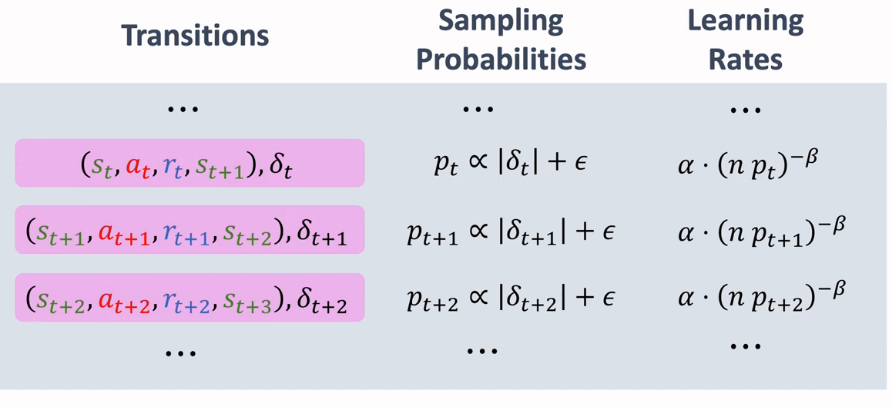 Transitions Sampling Probabilities Learning Rates
… … …
(s_t, a_t, r_t, s_{t+1}), δ_t p_t ∝ |δ_t| + ϵ α · (n p_t)^{−β}
(s_{t+1}, a_{t+1}, r_{t+1}, s_{t+2}), δ_{t+1} p_{t+1} ∝ |δ_{t+1}| + ϵ α · (n p_{t+1})^{−β}
(s_{t+2}, a_{t+2}, r_{t+2}, s_{t+3}), δ_{t+2} p_{t+2} ∝ |δ_{t+2}| + ϵ α · (n p_{t+2})^{−β}
… … …